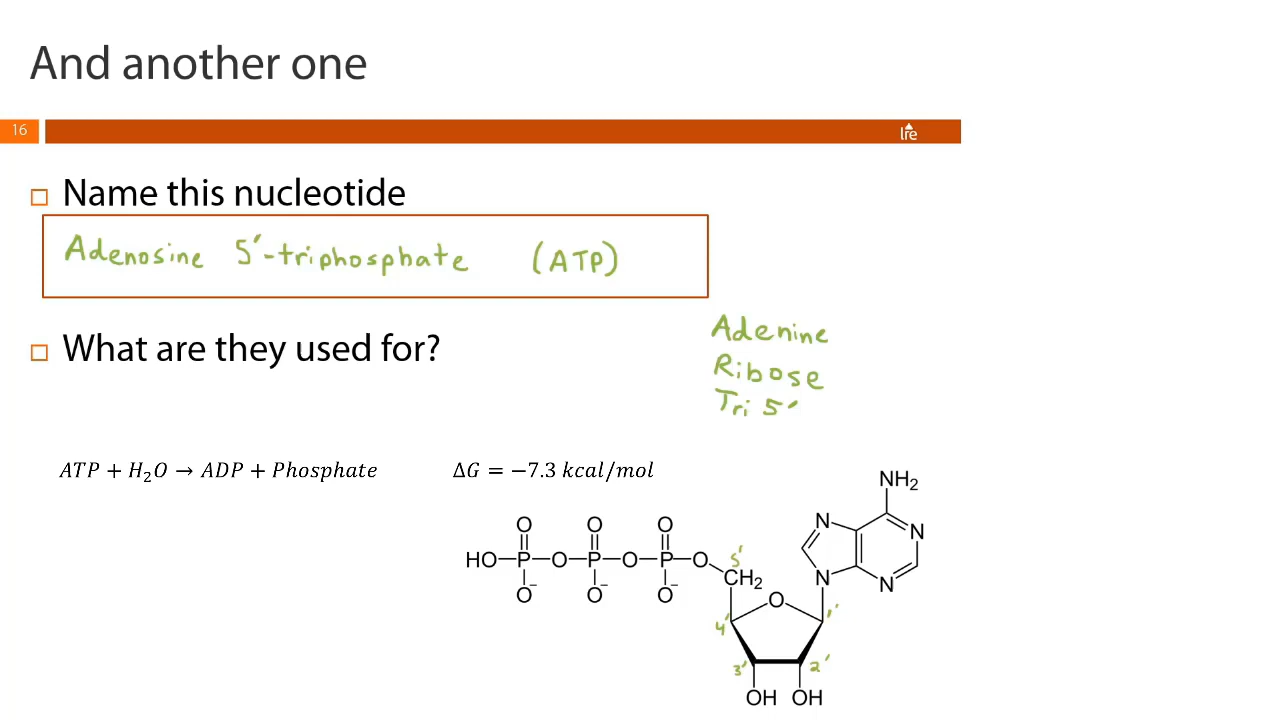 And another one
16
lre
Name this nucleotide
Adenosine 5'-triphosphate (ATP)
What are they used for?
Adenine
Ribose
Tri 5'
ATP + H₂O → ADP + Phosphate ΔG = −7.3 kcal/mol
NH₂
N N
O O O
HO P O P O P O 5' CH₂ N N
O⁻ O⁻ O⁻
O
4' 1'
3' 2'
OH OH